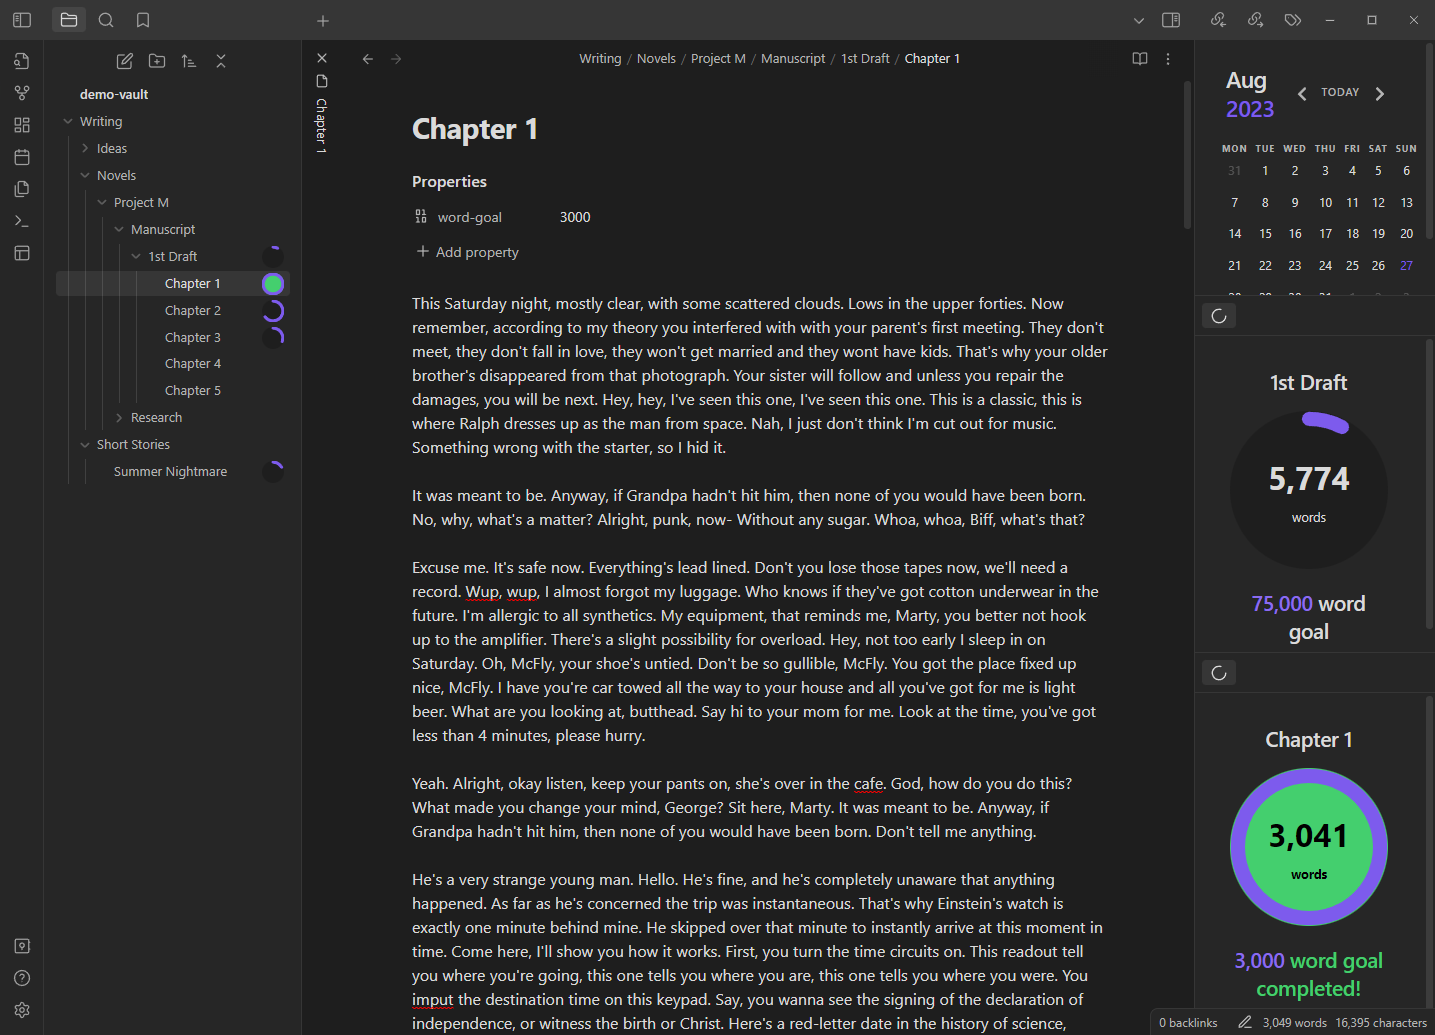 demo-vault
Writing
Ideas
Novels
Project M
Manuscript
1st Draft
Chapter 1
Chapter 2
Chapter 3
Chapter 4
Chapter 5
Research
Short Stories
Summer Nightmare
Chapter 1
Writing / Novels / Project M / Manuscript / 1st Draft / Chapter 1
Chapter 1
Properties
word-goal 3000
Add property
This Saturday night, mostly clear, with some scattered clouds. Lows in the upper forties. Now
remember, according to my theory you interfered with with your parent's first meeting. They don't
meet, they don't fall in love, they won't get married and they wont have kids. That's why your older
brother's disappeared from that photograph. Your sister will follow and unless you repair the
damages, you will be next. Hey, hey, I've seen this one, I've seen this one. This is a classic, this is
where Ralph dresses up as the man from space. Nah, I just don't think I'm cut out for music.
Something wrong with the starter, so I hid it.
It was meant to be. Anyway, if Grandpa hadn't hit him, then none of you would have been born.
No, why, what's a matter? Alright, punk, now- Without any sugar. Whoa, whoa, Biff, what's that?
Excuse me. It's safe now. Everything's lead lined. Don't you lose those tapes now, we'll need a
record. Wup, wup, I almost forgot my luggage. Who knows if they've got cotton underwear in the
future. I'm allergic to all synthetics. My equipment, that reminds me, Marty, you better not hook
up to the amplifier. There's a slight possibility for overload. Hey, not too early I sleep in on
Saturday. Oh, McFly, your shoe's untied. Don't be so gullible, McFly. You got the place fixed up
nice, McFly. I have you're car towed all the way to your house and all you've got for me is light
beer. What are you looking at, butthead. Say hi to your mom for me. Look at the time, you've got
less than 4 minutes, please hurry.
Yeah. Alright, okay listen, keep your pants on, she's over in the cafe. God, how do you do this?
What made you change your mind, George? Sit here, Marty. It was meant to be. Anyway, if
Grandpa hadn't hit him, then none of you would have been born. Don't tell me anything.
He's a very strange young man. Hello. He's fine, and he's completely unaware that anything
happened. As far as he's concerned the trip was instantaneous. That's why Einstein's watch is
exactly one minute behind mine. He skipped over that minute to instantly arrive at this moment in
time. Come here, I'll show you how it works. First, you turn the time circuits on. This readout tell
you where you're going, this one tells you where you are, this one tells you where you were. You
imput the destination time on this keypad. Say, you wanna see the signing of the declaration of
independence, or witness the birth or Christ. Here's a red-letter date in the history of science,
Aug
2023
TODAY
MON TUE WED THU FRI SAT SUN
31 1 2 3 4 5 6
7 8 9 10 11 12 13
14 15 16 17 18 19 20
21 22 23 24 25 26 27
28 29 30 31 1 2 3
1st Draft
5,774
words
75,000 word
goal
Chapter 1
3,041
words
3,000 word goal
completed!
0 backlinks 3,049 words 16,395 characters